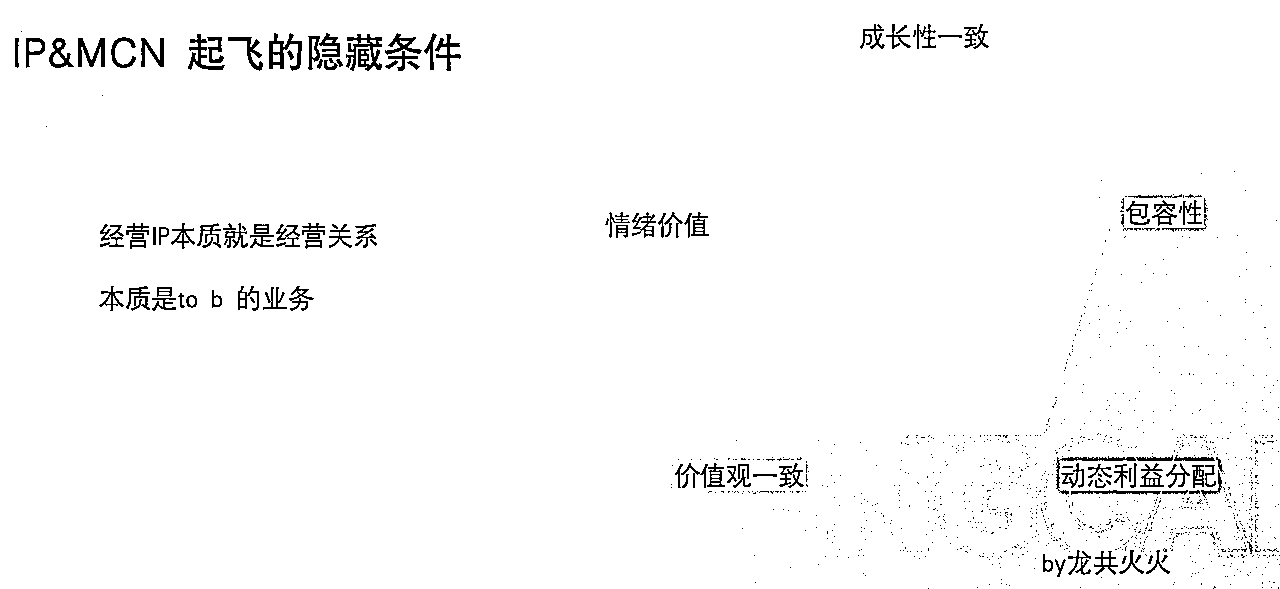 IP&MCN 起飞的隐藏条件
成长性一致
包容性
情绪价值
经营IP本质就是经营关系
本质是to b 的业务
价值观一致
动态利益分配
by龙共火火